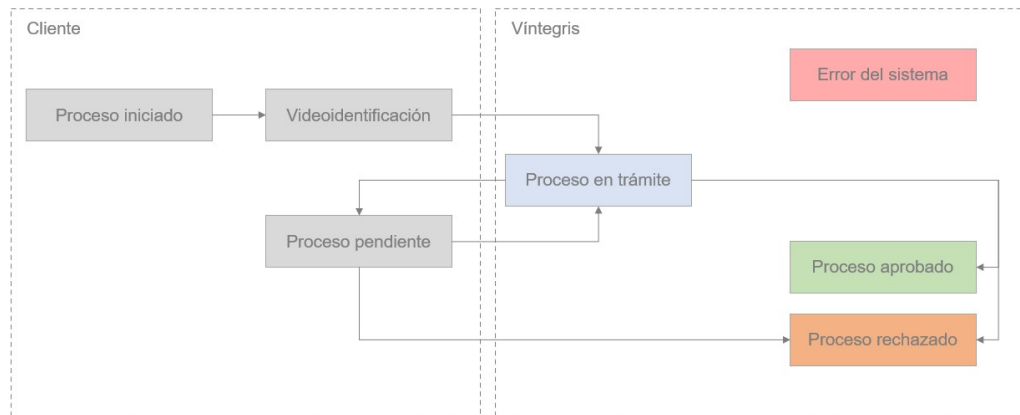 Cliente
Víntegris
Error del sistema
Proceso iniciado
Videoidentificación
Proceso en trámite
Proceso pendiente
Proceso aprobado
Proceso rechazado